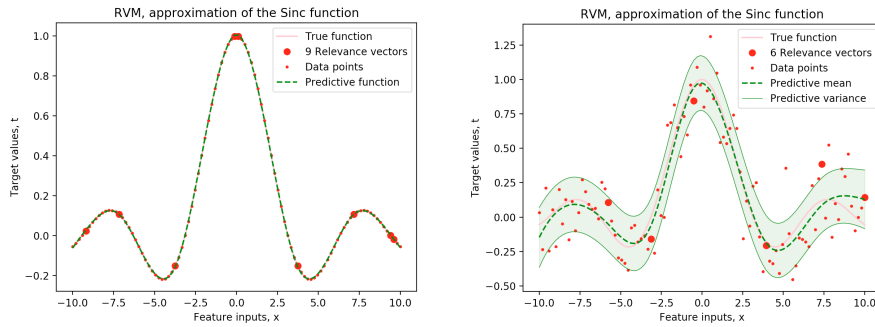 RVM, approximation of the Sinc function
1.0
0.8
0.6
0.4
0.2
0.0
−0.2
Target values, t
True function
9 Relevance vectors
Data points
Predictive function
−10.0
−7.5
−5.0
−2.5
0.0
2.5
5.0
7.5
10.0
Feature inputs, x
RVM, approximation of the Sinc function
1.25
1.00
0.75
0.50
0.25
0.00
−0.25
−0.50
Target values, t
True function
6 Relevance vectors
Data points
Predictive mean
Predictive variance
−10.0
−7.5
−5.0
−2.5
0.0
2.5
5.0
7.5
10.0
Feature inputs, x